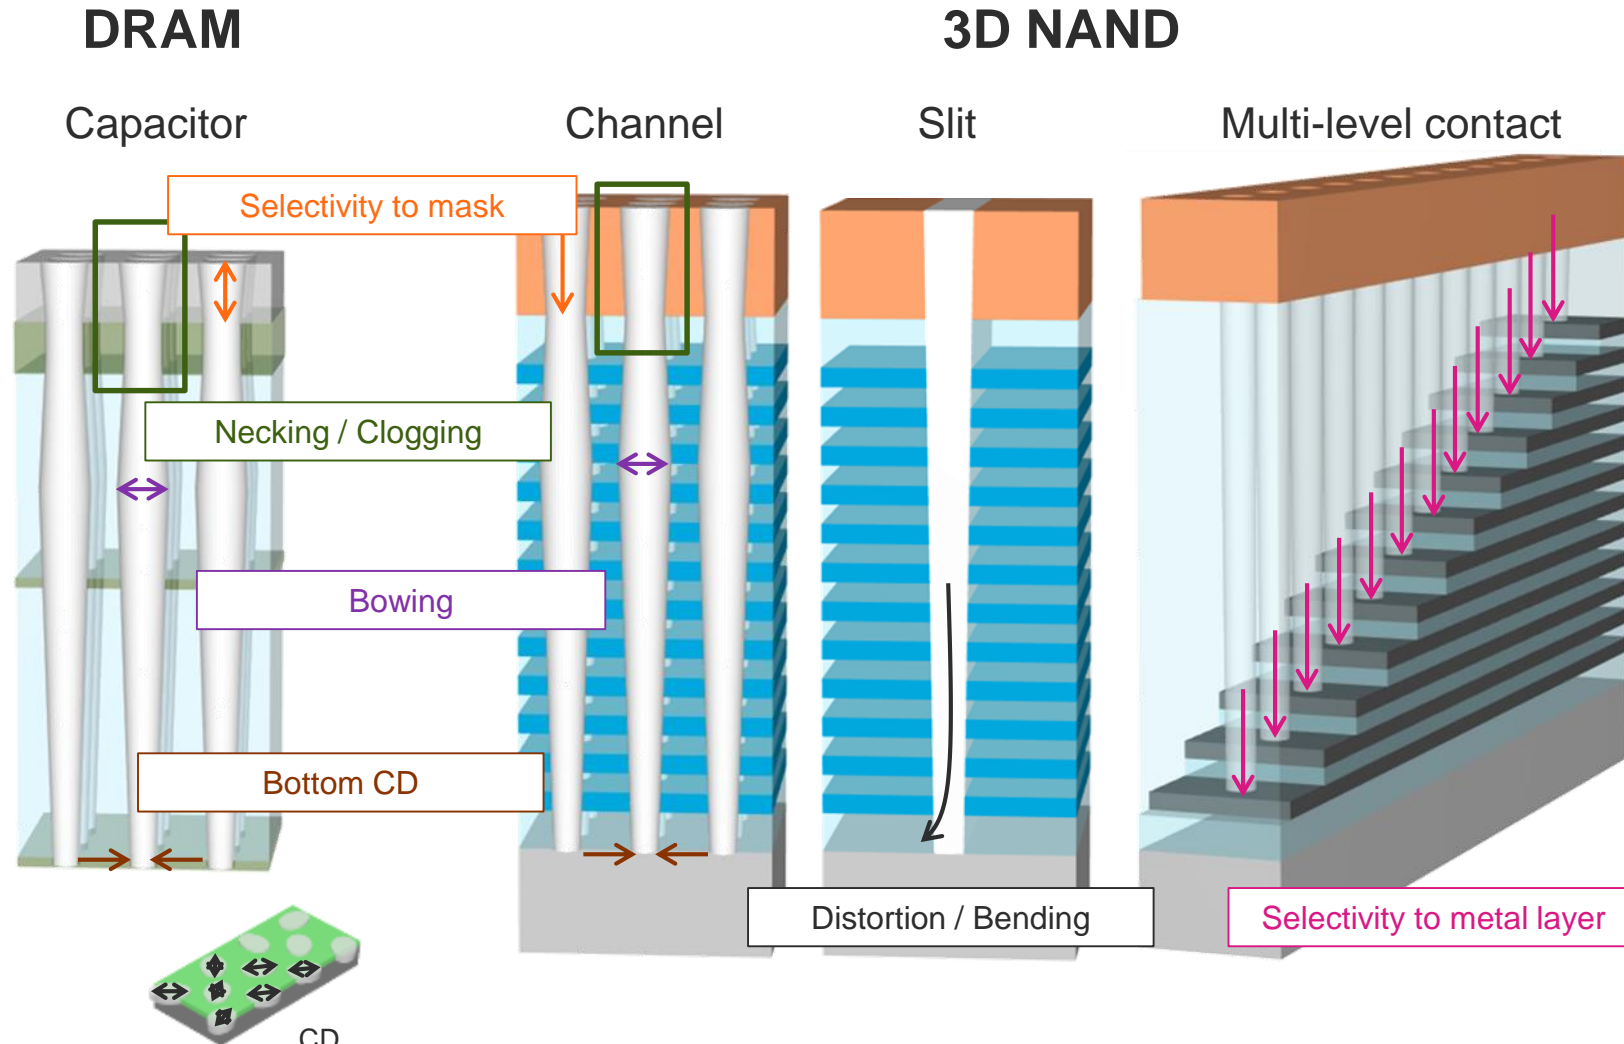 DRAM
3D NAND
Capacitor
Channel
Slit
Multi-level contact
Selectivity to mask
Necking / Clogging
Bowing
Bottom CD
Distortion / Bending
Selectivity to metal layer
CD